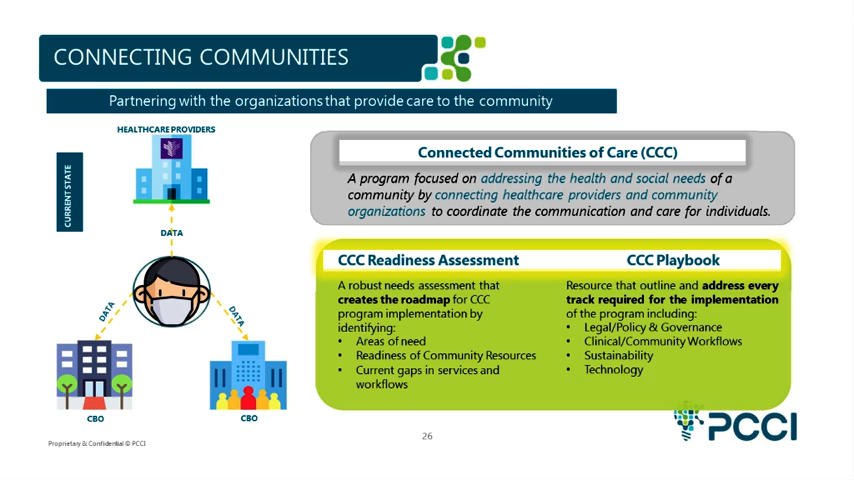 CONNECTING COMMUNITIES
Partnering with the organizations that provide care to the community
HEALTHCARE PROVIDERS
CURRENT STATE
DATA
DATA
DATA
CBO
CBO
Connected Communities of Care (CCC)
A program focused on addressing the health and social needs of a
community by connecting healthcare providers and community
organizations to coordinate the communication and care for individuals.
CCC Readiness Assessment
A robust needs assessment that
creates the roadmap for CCC
program implementation by
identifying:
• Areas of need
• Readiness of Community Resources
• Current gaps in services and
workflows
CCC Playbook
Resource that outline and address every
track required for the implementation
of the program including:
• Legal/Policy & Governance
• Clinical/Community Workflows
• Sustainability
• Technology
Proprietary & Confidential © PCCI
26
PCCI